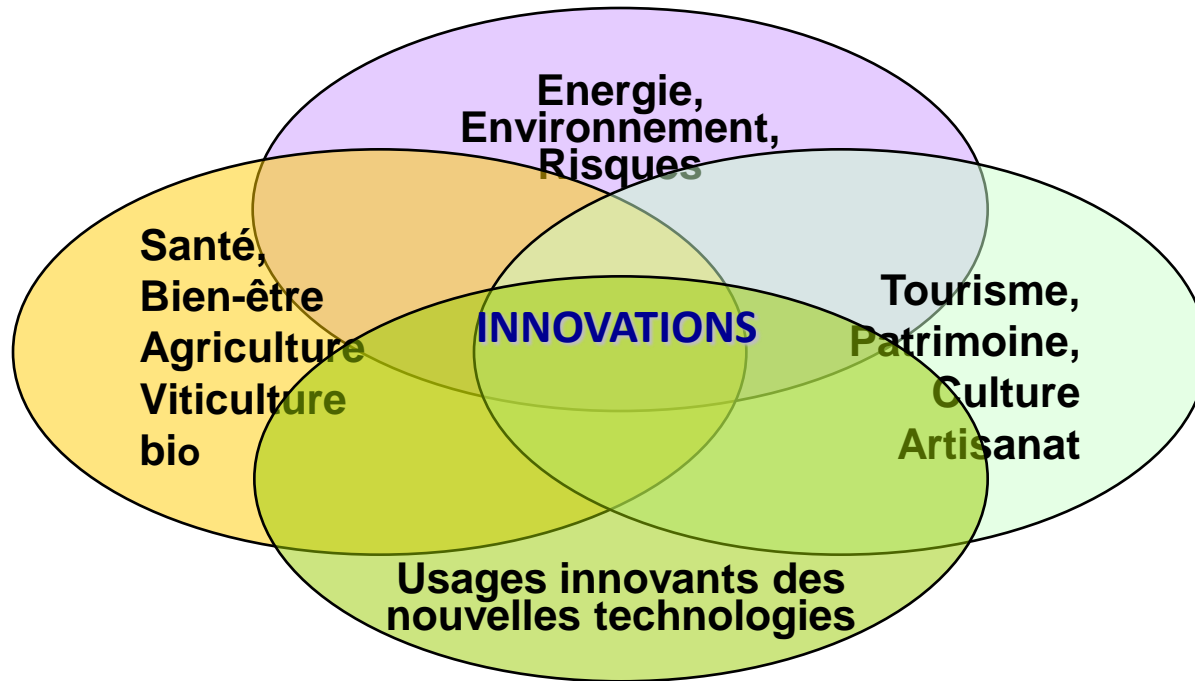 Energie,
Environnement,
Risques
Santé,
Bien-être
Agriculture
Viticulture
bio
INNOVATIONS
Tourisme,
Patrimoine,
Culture
Artisanat
Usages innovants des
nouvelles technologies